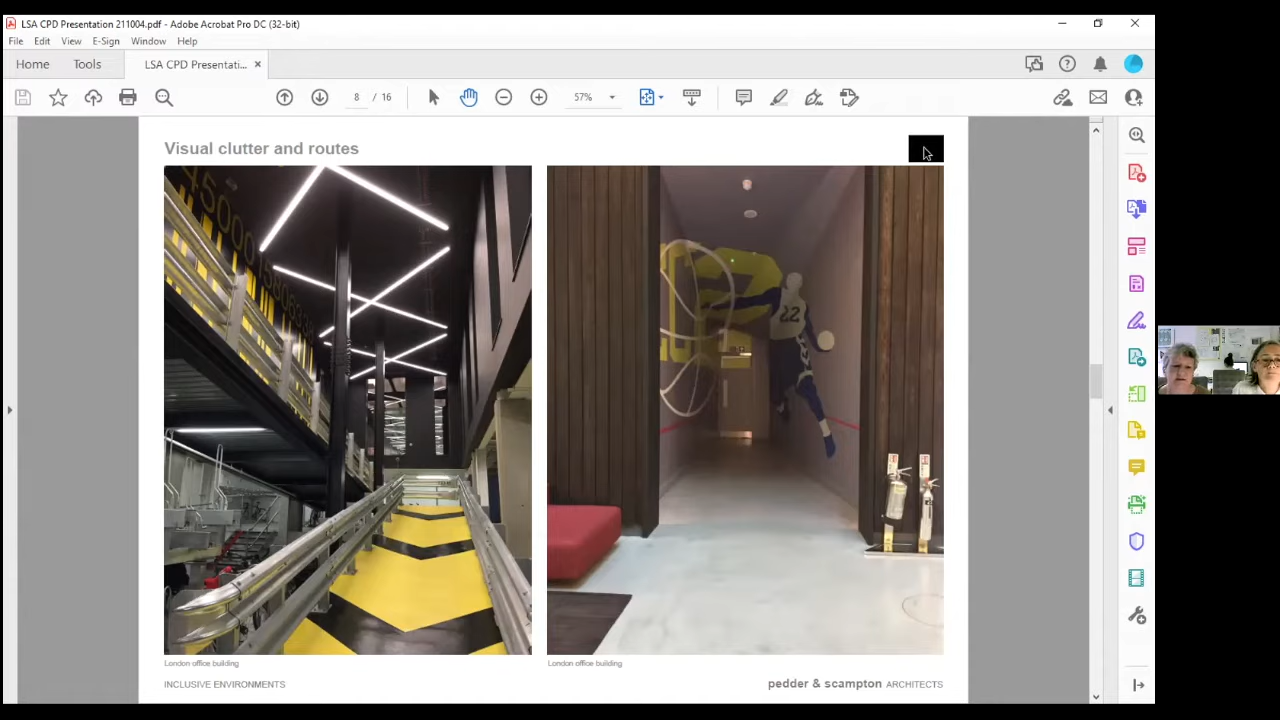 LSA CPD Presentation 211004.pdf - Adobe Acrobat Pro DC (32-bit)
File Edit View E-Sign Window Help
Home Tools LSA CPD Presentati... ×
8 / 16 57%
Visual clutter and routes
22
London office building London office building
INCLUSIVE ENVIRONMENTS pedder & scampton ARCHITECTS